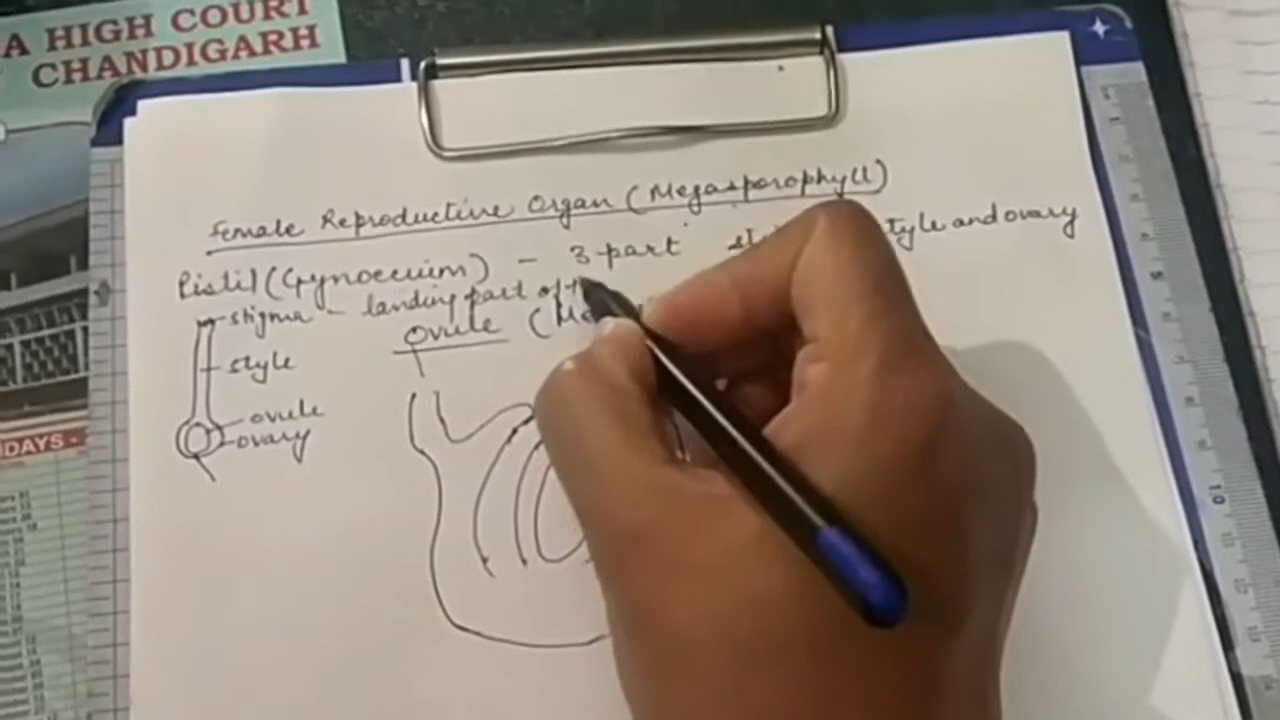 A HIGH COURT
CHANDIGARH
Female Reproductive Organ (Megasporophyll)
Pistil (Gynoecium) - 3 part style and ovary
stigma - landing part of
ovule (
style
ovule
ovary
10